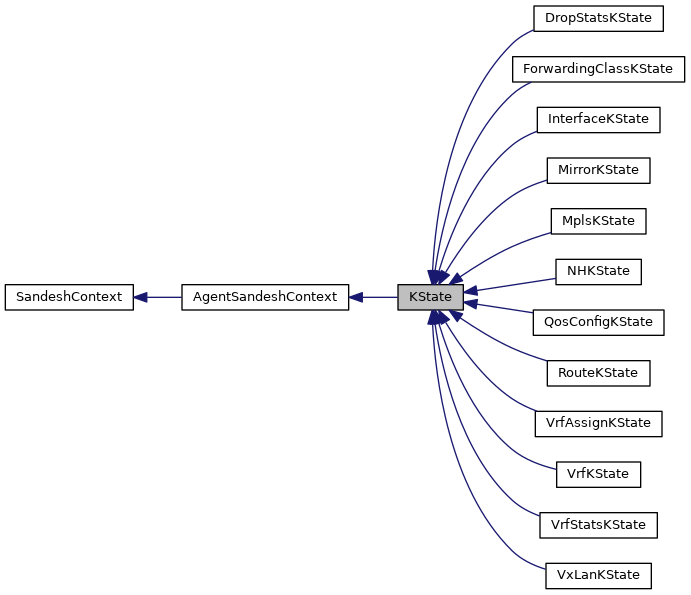 DropStatsKState
ForwardingClassKState
InterfaceKState
MirrorKState
MplsKState
NHKState
SandeshContext
AgentSandeshContext
KState
QosConfigKState
RouteKState
VrfAssignKState
VrfKState
VrfStatsKState
VxLanKState